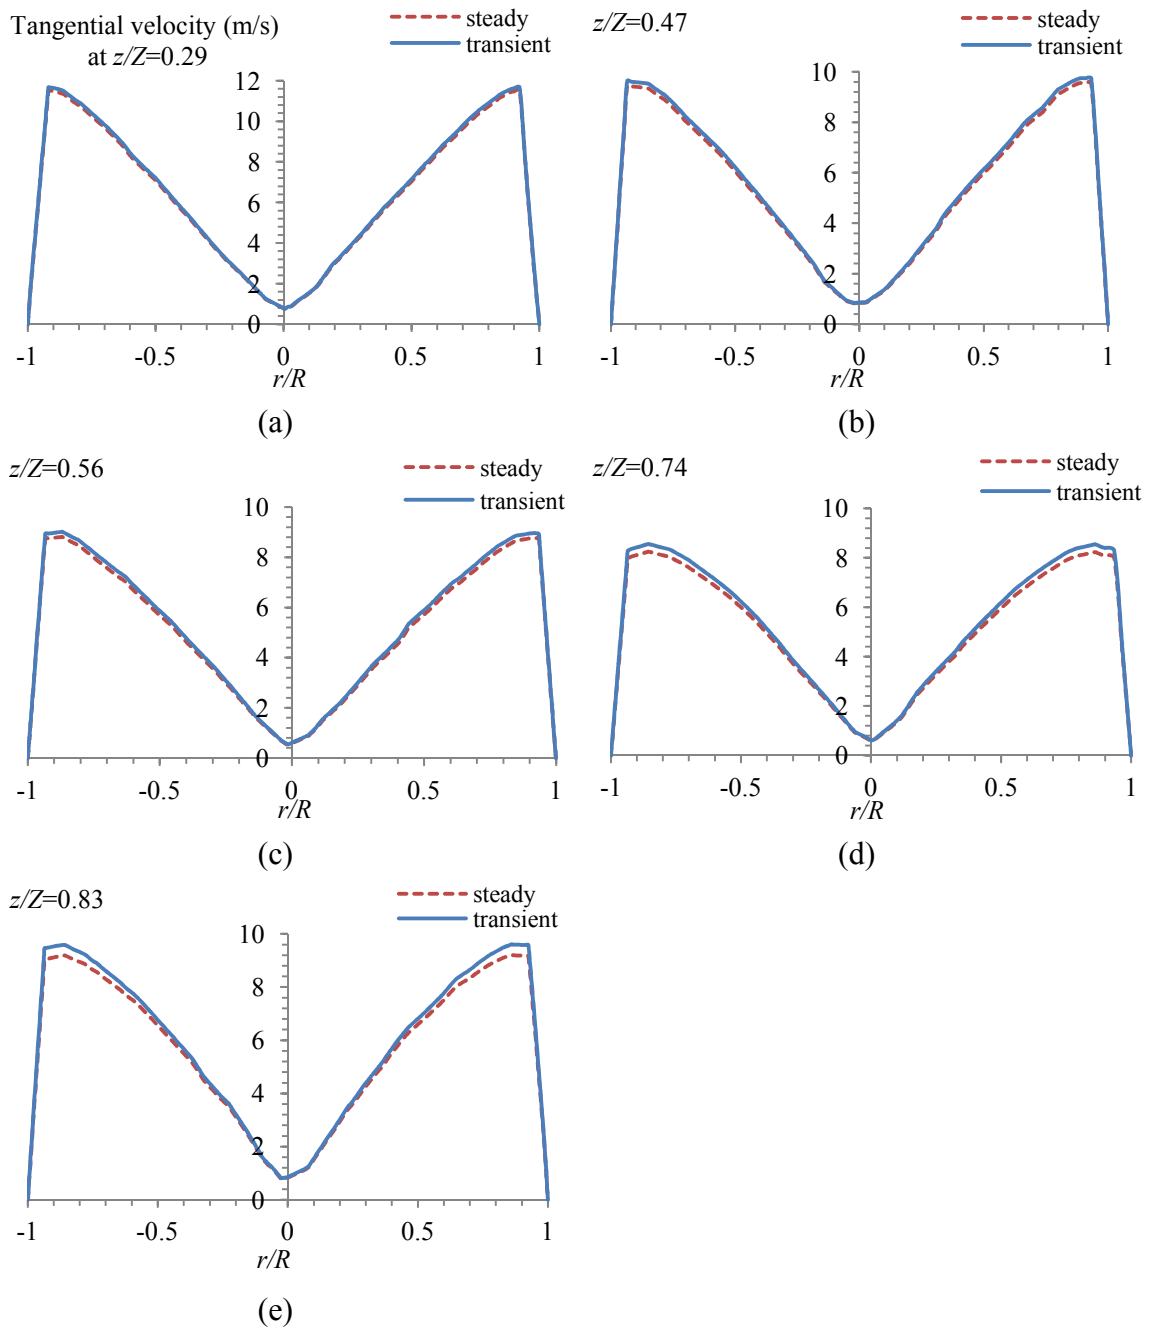 Tangential velocity (m/s)
at z/Z=0.29
steady
transient
12
10
8
6
4
2
0
-1
-0.5
0
0.5
1
r/R
(a)
z/Z=0.47
steady
transient
10
8
6
4
2
0
-1
-0.5
0
0.5
1
r/R
(b)
z/Z=0.56
steady
transient
10
8
6
4
2
0
-1
-0.5
0
0.5
1
r/R
(c)
z/Z=0.74
steady
transient
10
8
6
4
2
0
-1
-0.5
0
0.5
1
r/R
(d)
z/Z=0.83
steady
transient
10
8
6
4
2
0
-1
-0.5
0
0.5
1
r/R
(e)